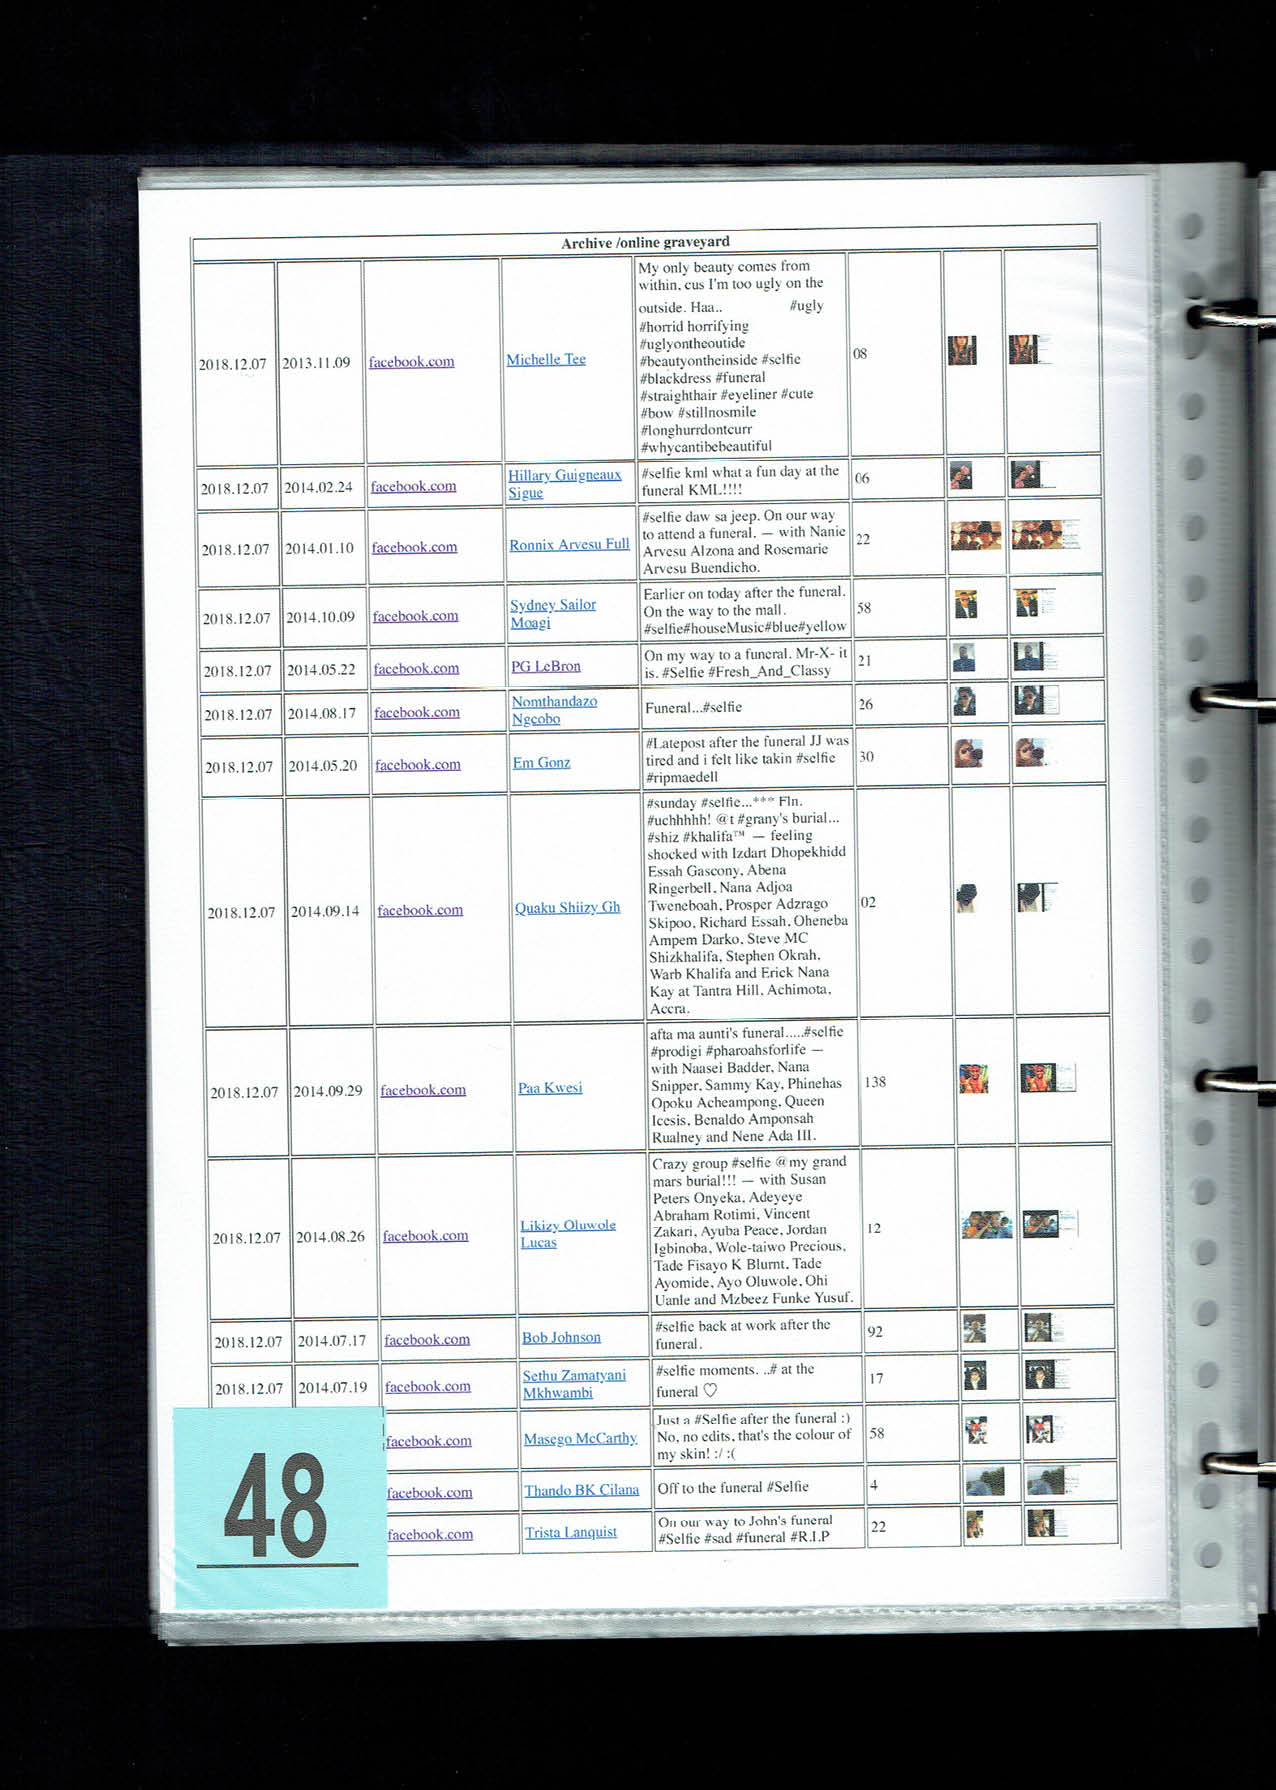 Archive /online graveyard
2018.12.07 2013.11.09 facebook.com Michelle Tee My only beauty comes from
within, cus I'm too ugly on the
outside. Haa.. #ugly
#horrid horrifying
#uglyontheoutide
#beautyontheinside #selfie
#blackdress #funeral
#straighthair #eyeliner #cute
#bow #stillnosmile
#longhurrdontcurr
#whycantibebeautiful
08
2018.12.07 2014.02.24 facebook.com Hillary Guigneaux
Sigue
#selfie kml what a fun day at the
funeral KML!!!!
06
2018.12.07 2014.01.10 facebook.com Ronnix Arvesu Full
#selfie daw sa jeep. On our way
to attend a funeral. — with Nanie
Arvesu Alzona and Rosemarie
Arvesu Buendicho.
22
2018.12.07 2014.10.09 facebook.com Sydney Sailor
Moagi
Earlier on today after the funeral.
On the way to the mall.
#selfie#houseMusic#blue#yellow
58
2018.12.07 2014.05.22 facebook.com PG LeBron
On my way to a funeral. Mr-X- it
is. #Selfie #Fresh_And_Classy
21
2018.12.07 2014.08.17 facebook.com Nomthandazo
Ngcobo
Funeral...#selfie
26
2018.12.07 2014.05.20 facebook.com Em Gonz
#Latepost after the funeral JJ was
tired and i felt like takin #selfie
#ripmaedell
30
2018.12.07 2014.09.14 facebook.com Quaku Shiizy Gh
#sunday #selfie...*** Fln.
#uchhhhh! @t #grany's burial...
#shiz #khalifa™ — feeling
shocked with Izdart Dhopekhidd
Essah Gascony, Abena
Ringerbell, Nana Adjoa
Tweneboah, Prosper Adzrago
Skipoo, Richard Essah, Oheneba
Ampem Darko, Steve MC
Shizkhalifa, Stephen Okrah,
Warb Khalifa and Erick Nana
Kay at Tantra Hill, Achimota,
Accra.
02
2018.12.07 2014.09.29 facebook.com Paa Kwesi
afta ma aunti's funeral.....#selfie
#prodigi #pharoahsforlife —
with Naasei Badder, Nana
Snipper, Sammy Kay, Phinehas
Opoku Acheampong, Queen
Icesis, Benaldo Amponsah
Rualney and Nene Ada III.
138
2018.12.07 2014.08.26 facebook.com Likizy Oluwole
Lucas
Crazy group #selfie @my grand
mars burial!!! — with Susan
Peters Onyeka, Adeyeye
Abraham Rotimi, Vincent
Zakari, Ayuba Peace, Jordan
Igbinoba, Wole-taiwo Precious,
Tade Fisayo K Blumt, Tade
Ayomide, Ayo Oluwole, Ohi
Uanle and Mzbeez Funke Yusuf.
12
2018.12.07 2014.07.17 facebook.com Bob Johnson
#selfie back at work after the
funeral.
92
2018.12.07 2014.07.19 facebook.com Sethu Zamatyani
Mkhwambi
#selfie moments. ..# at the
funeral ♡
17
facebook.com Masego McCarthy
Just a #Selfie after the funeral :)
No, no edits, that's the colour of
my skin! :/ :(
58
facebook.com Thando BK Cilana
Off to the funeral #Selfie
4
facebook.com Trista Lanquist
On our way to John's funeral
#Selfie #sad #funeral #R.I.P
22
48